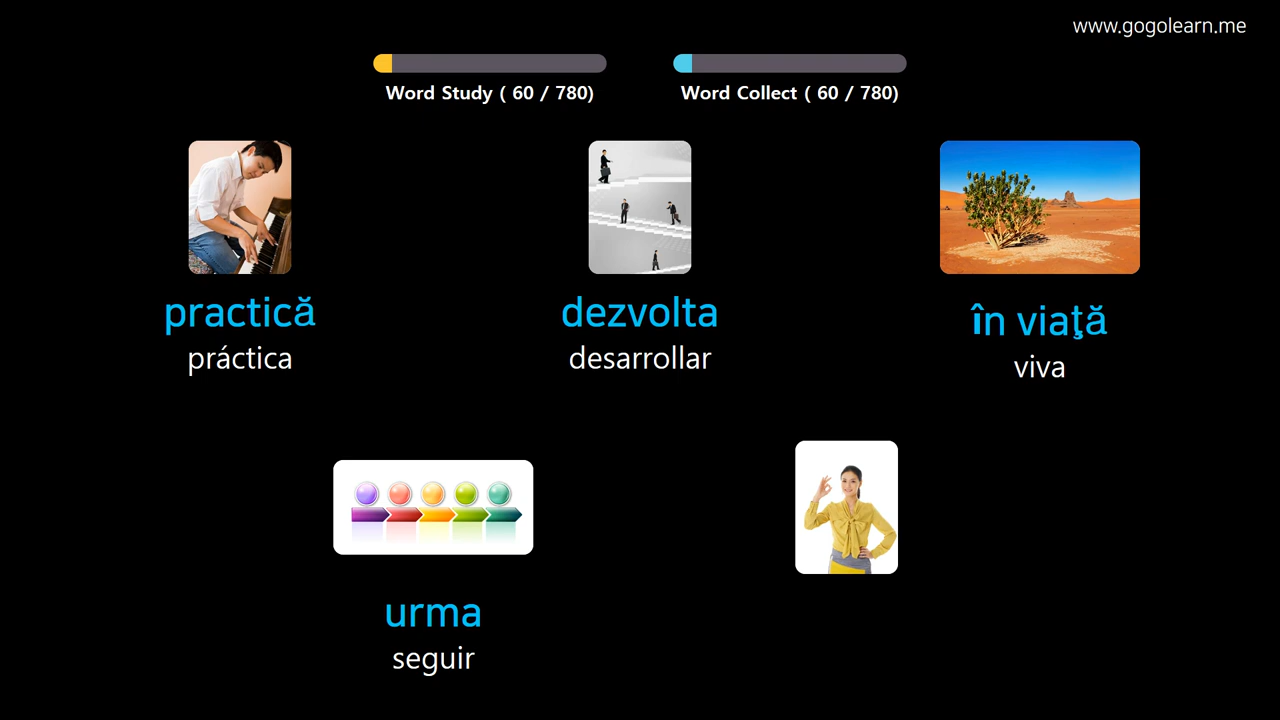 www.gogolearn.me
Word Study ( 60 / 780)
Word Collect ( 60 / 780)
practică
práctica
dezvolta
desarrollar
în viaţă
viva
urma
seguir